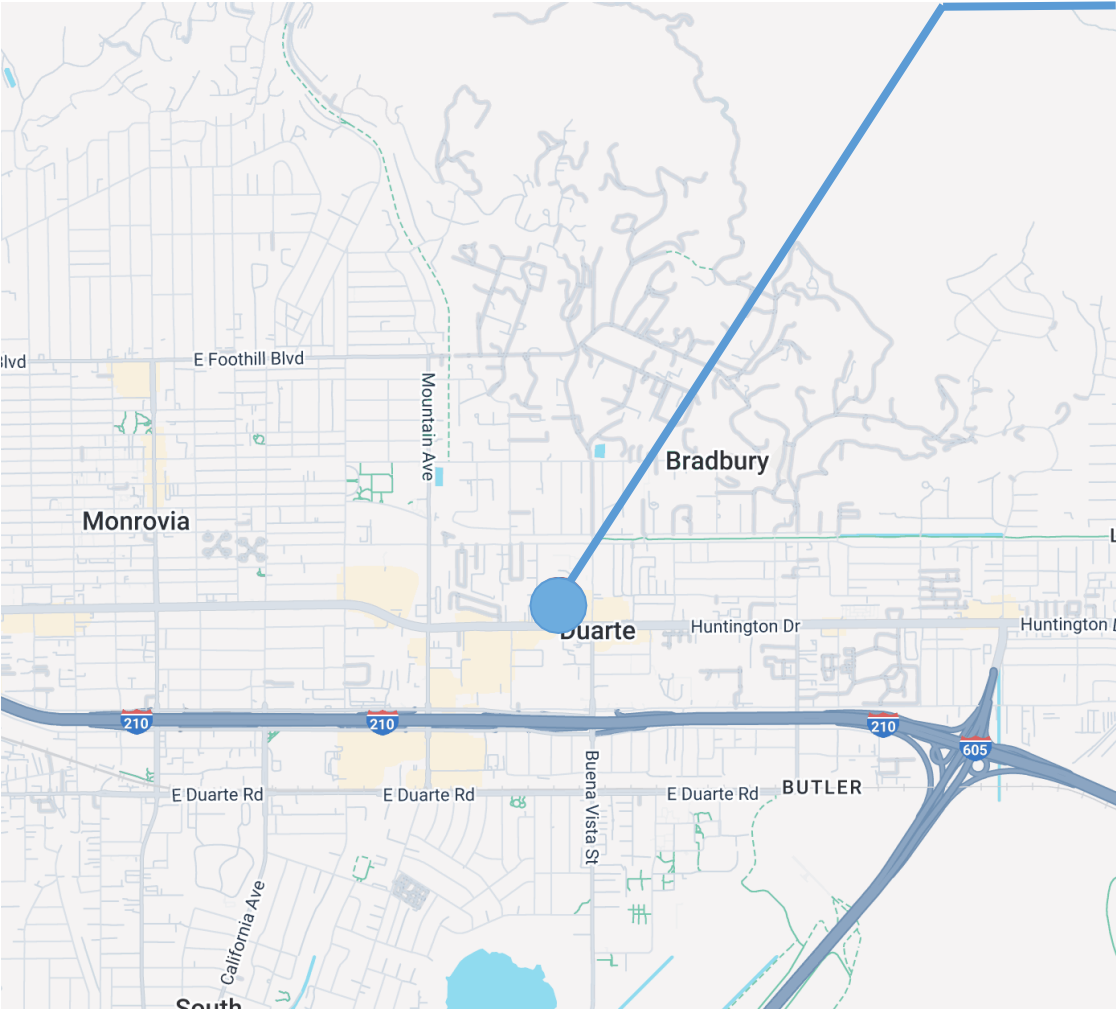 Blvd
E Foothill Blvd
Mountain Ave
Bradbury
Monrovia
L
Duarte
Huntington Dr
Huntington D
210
210
210
605
E Duarte Rd
E Duarte Rd
E Duarte Rd
BUTLER
Buena Vista St
California Ave
South